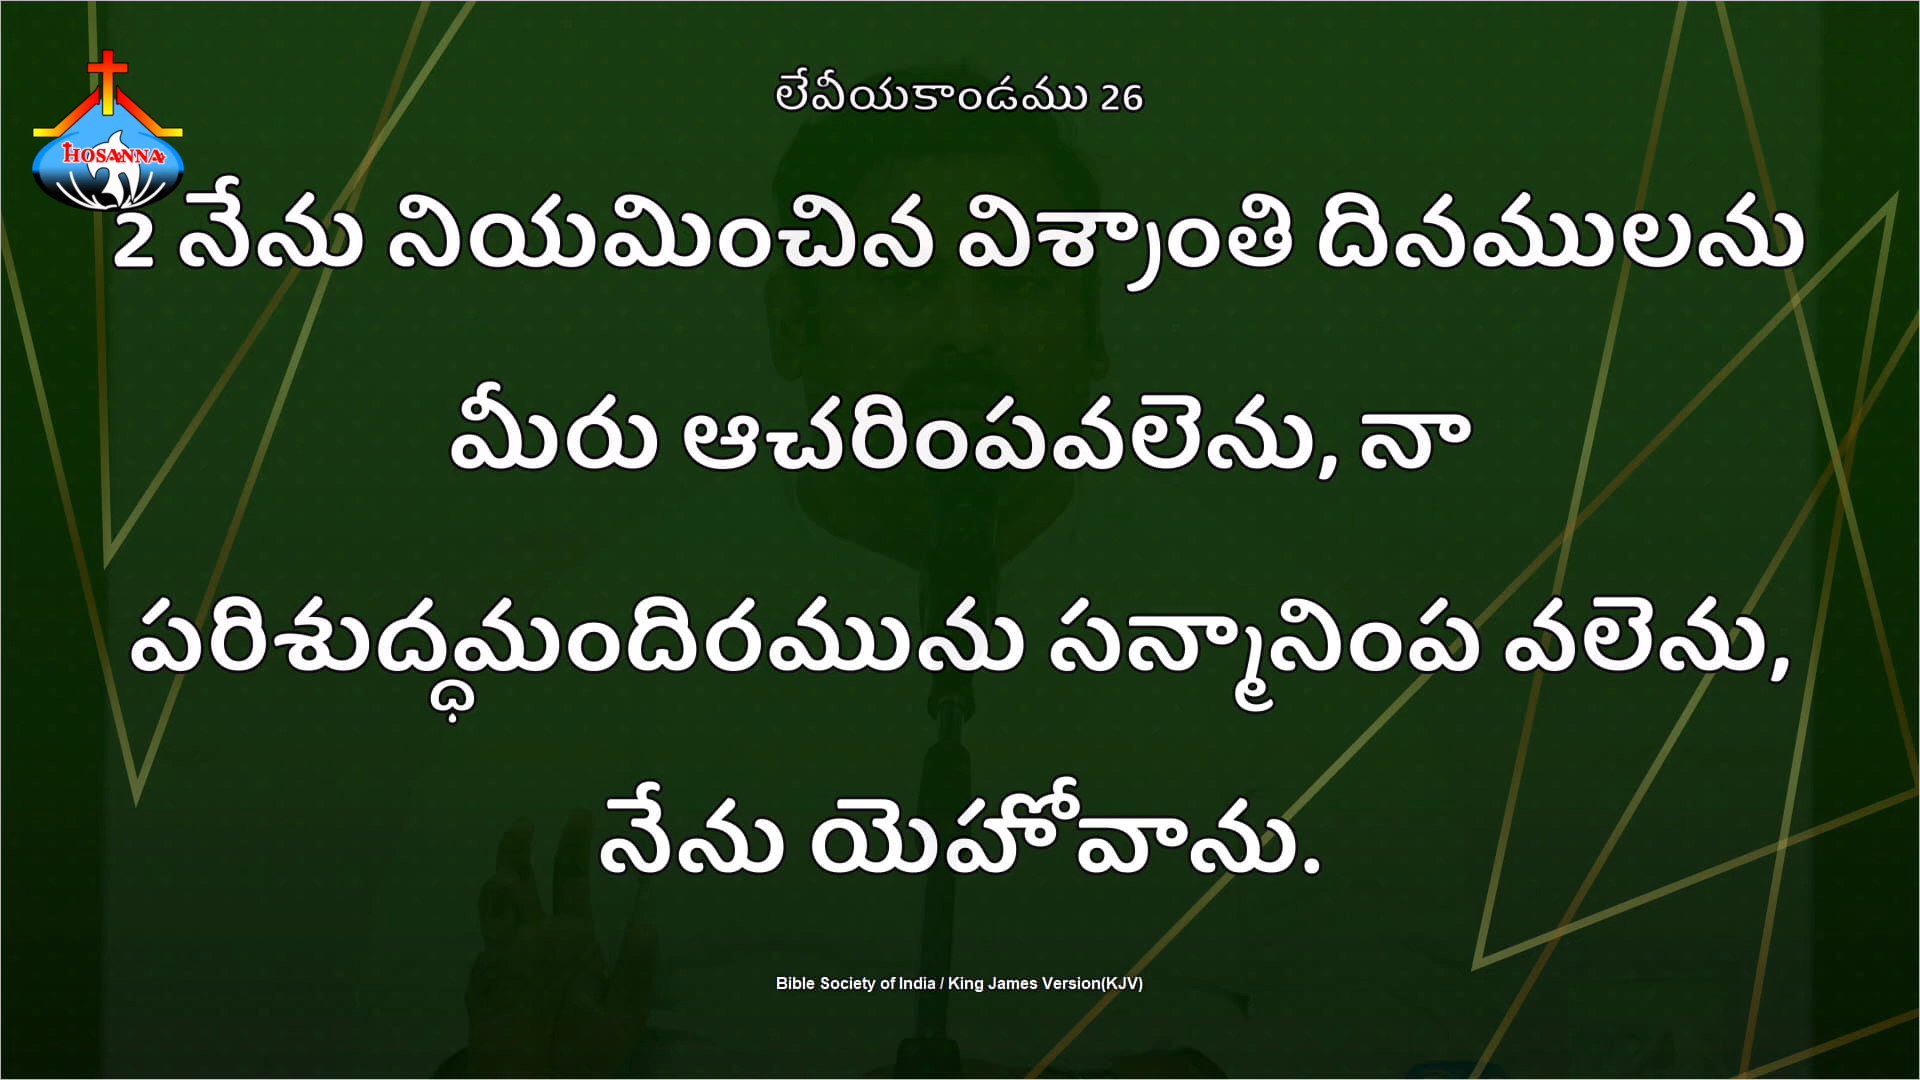 HOSANNA
లేవీయకాండము 26
2 నేను నియమించిన విశ్రాంతి దినములను
మీరు ఆచరింపవలెను, నా
పరిశుద్ధమందిరమును సన్మానింప వలెను,
నేను యెహోవాను.
Bible Society of India / King James Version(KJV)